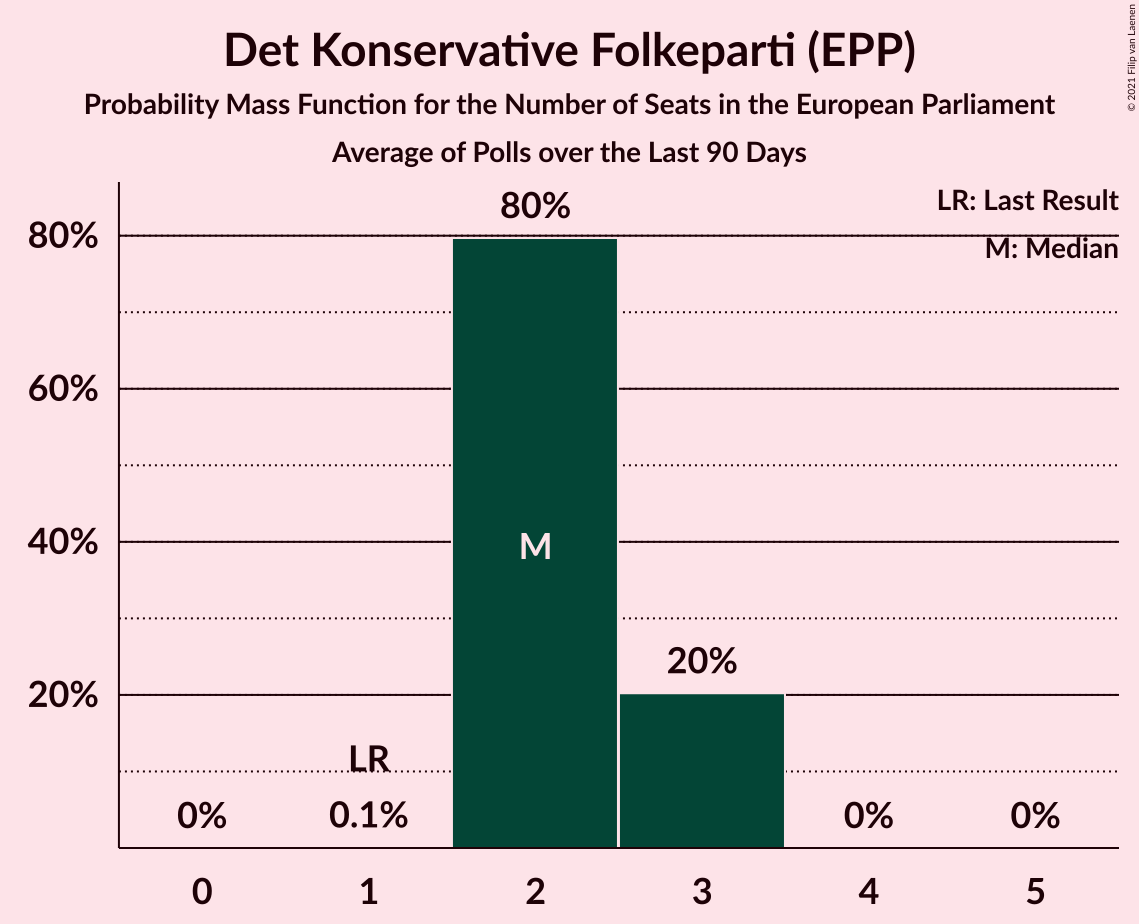 Det Konservative Folkeparti (EPP)
Probability Mass Function for the Number of Seats in the European Parliament
Average of Polls over the Last 90 Days
© 2021 Filip van Laenen
LR: Last Result
M: Median
80%
80%
60%
40%
20%
M
20%
LR
0%
0.1%
0%
0%
0 1 2 3 4 5